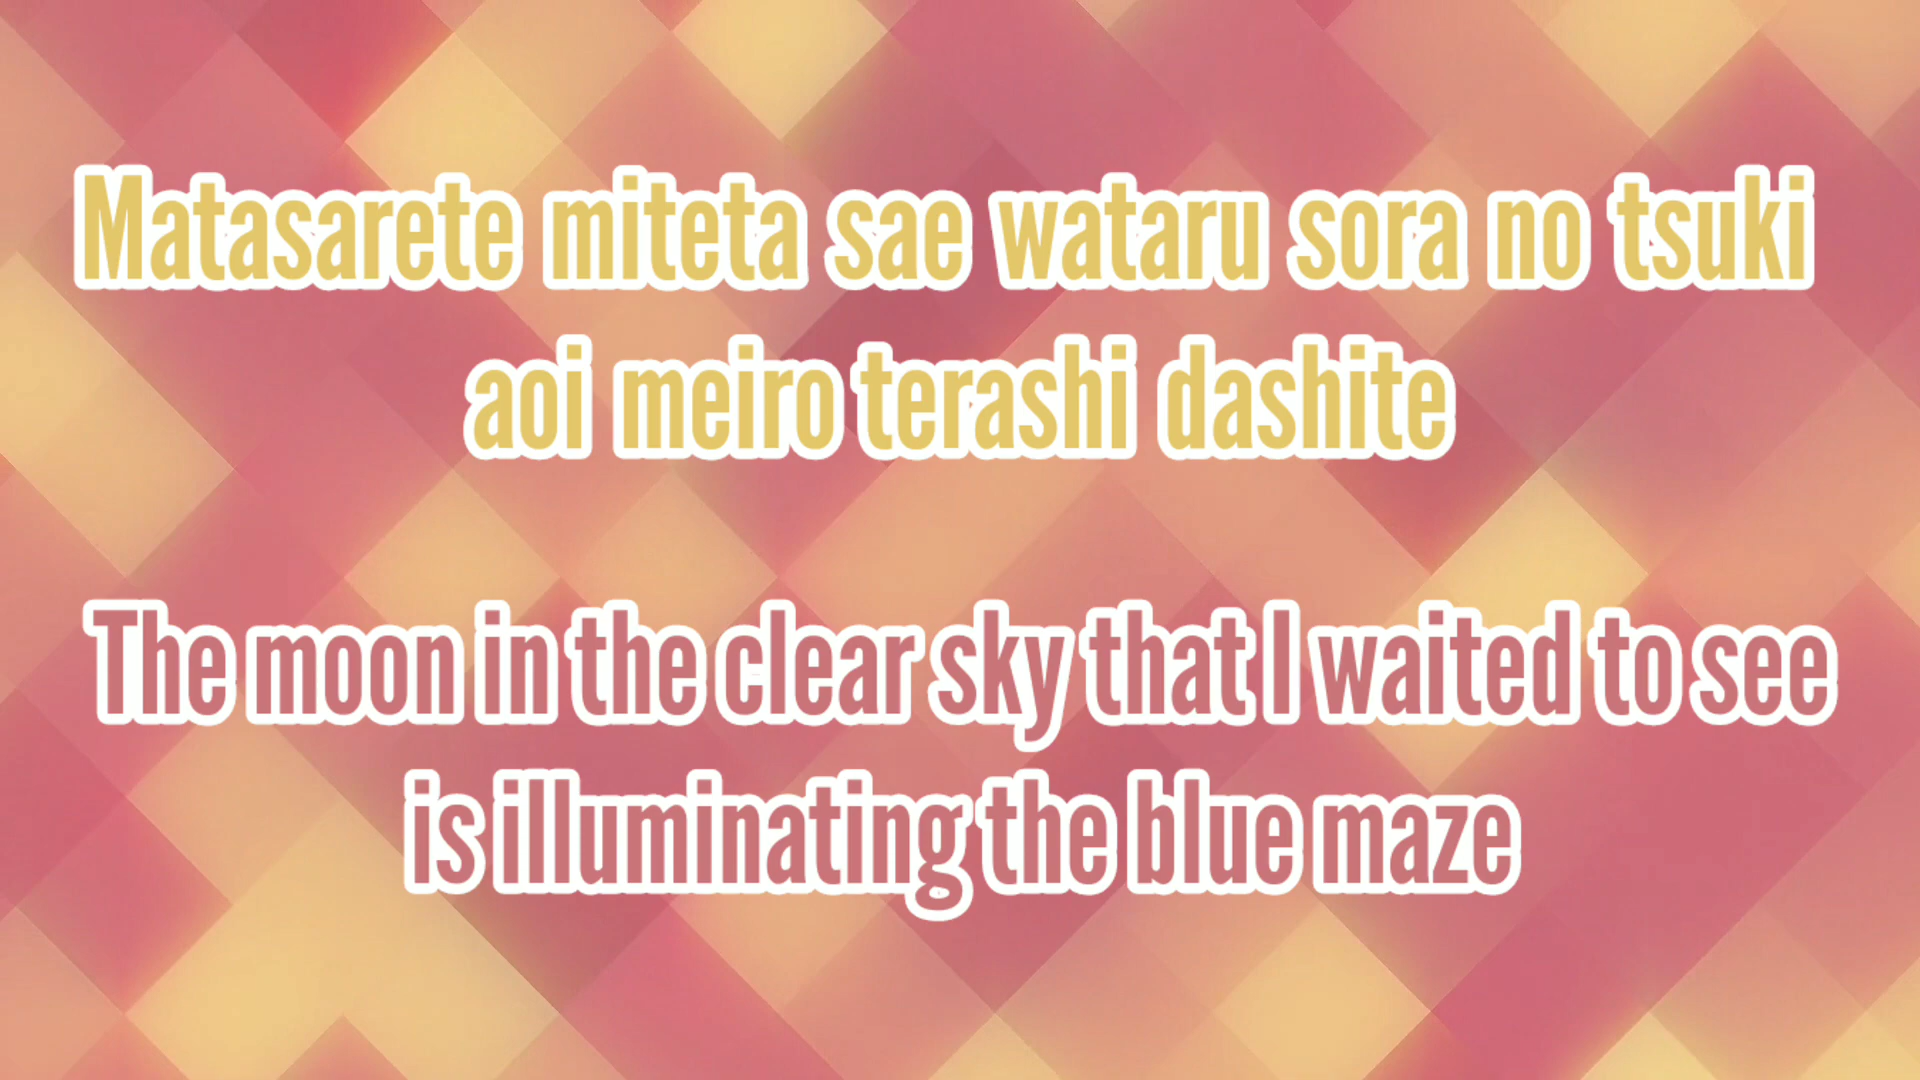 Matasarete miteta sae wataru sora no tsuki
aoi meiro terashi dashite
The moon in the clear sky that I waited to see
is illuminating the blue maze